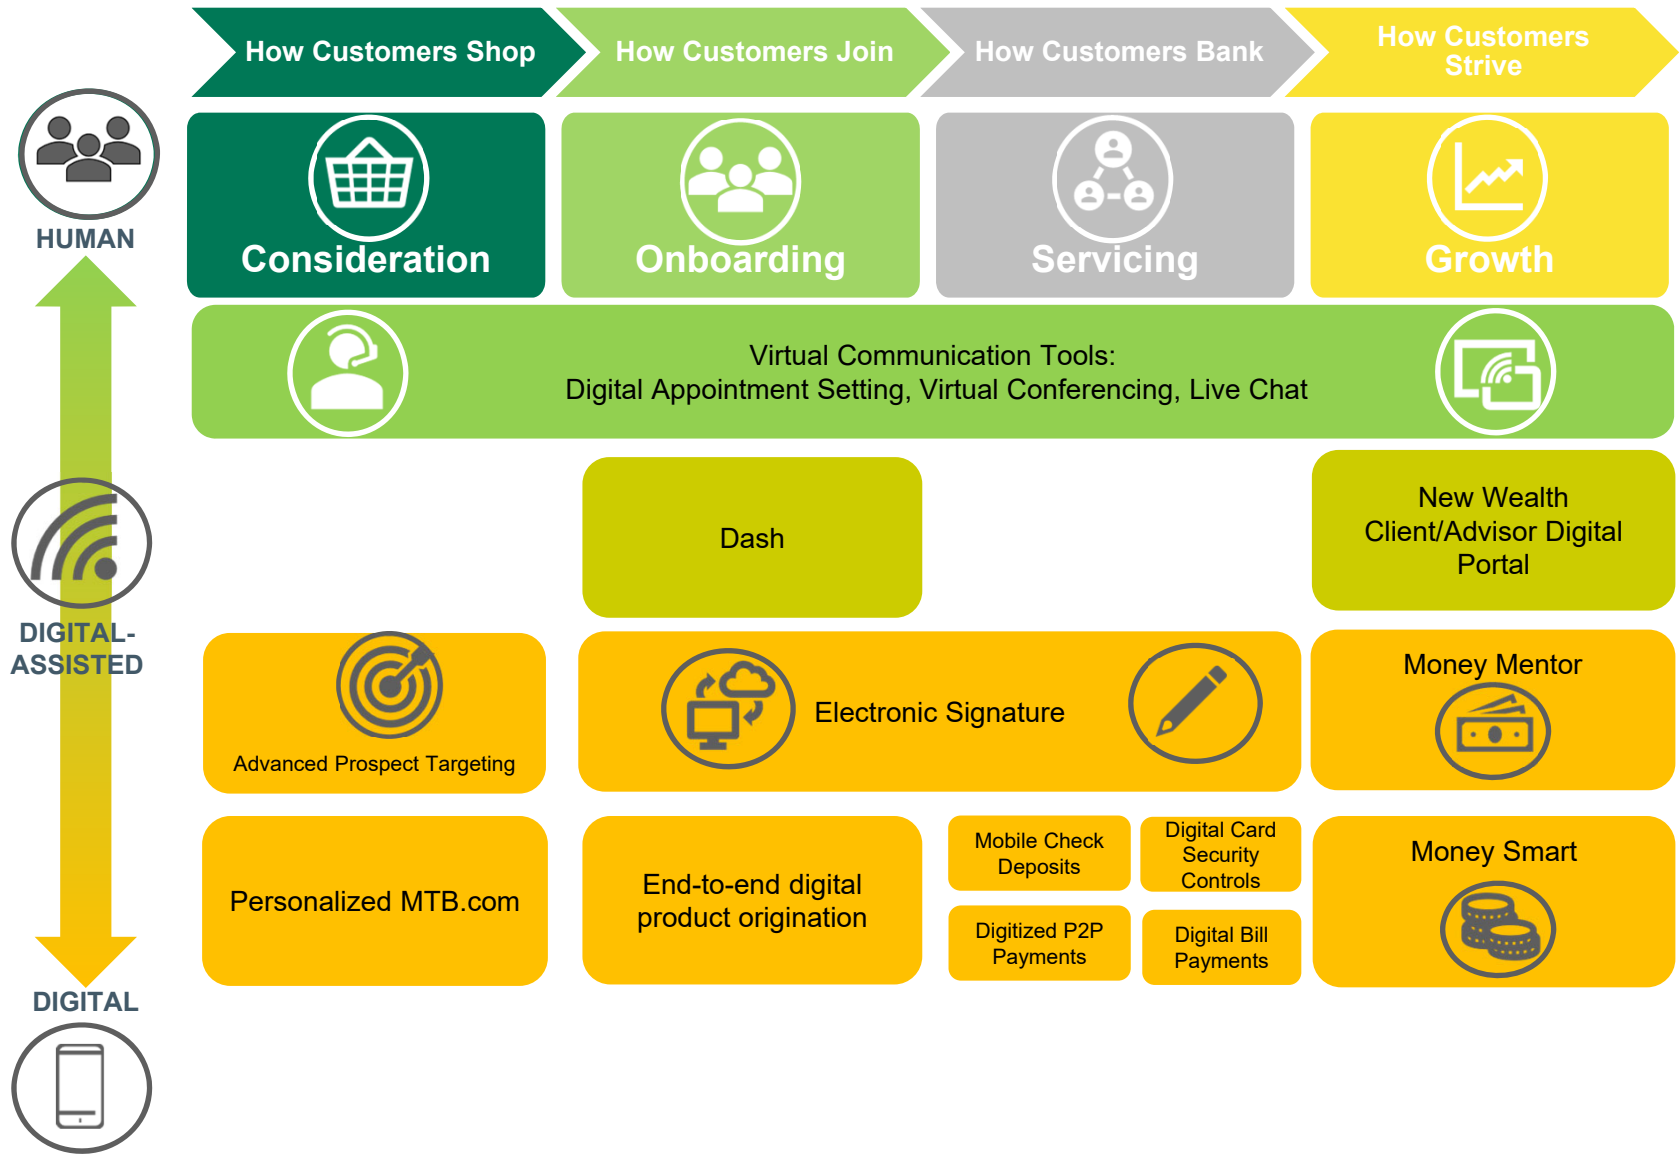 How Customers Shop
How Customers Join
How Customers Bank
How Customers
Strive
HUMAN
Consideration
Onboarding
Servicing
Growth
Virtual Communication Tools:
Digital Appointment Setting, Virtual Conferencing, Live Chat
Dash
New Wealth
Client/Advisor Digital
Portal
DIGITAL-
ASSISTED
Advanced Prospect Targeting
Electronic Signature
Money Mentor
Personalized MTB.com
End-to-end digital
product origination
Mobile Check
Deposits
Digital Card
Security
Controls
Digitized P2P
Payments
Digital Bill
Payments
Money Smart
DIGITAL